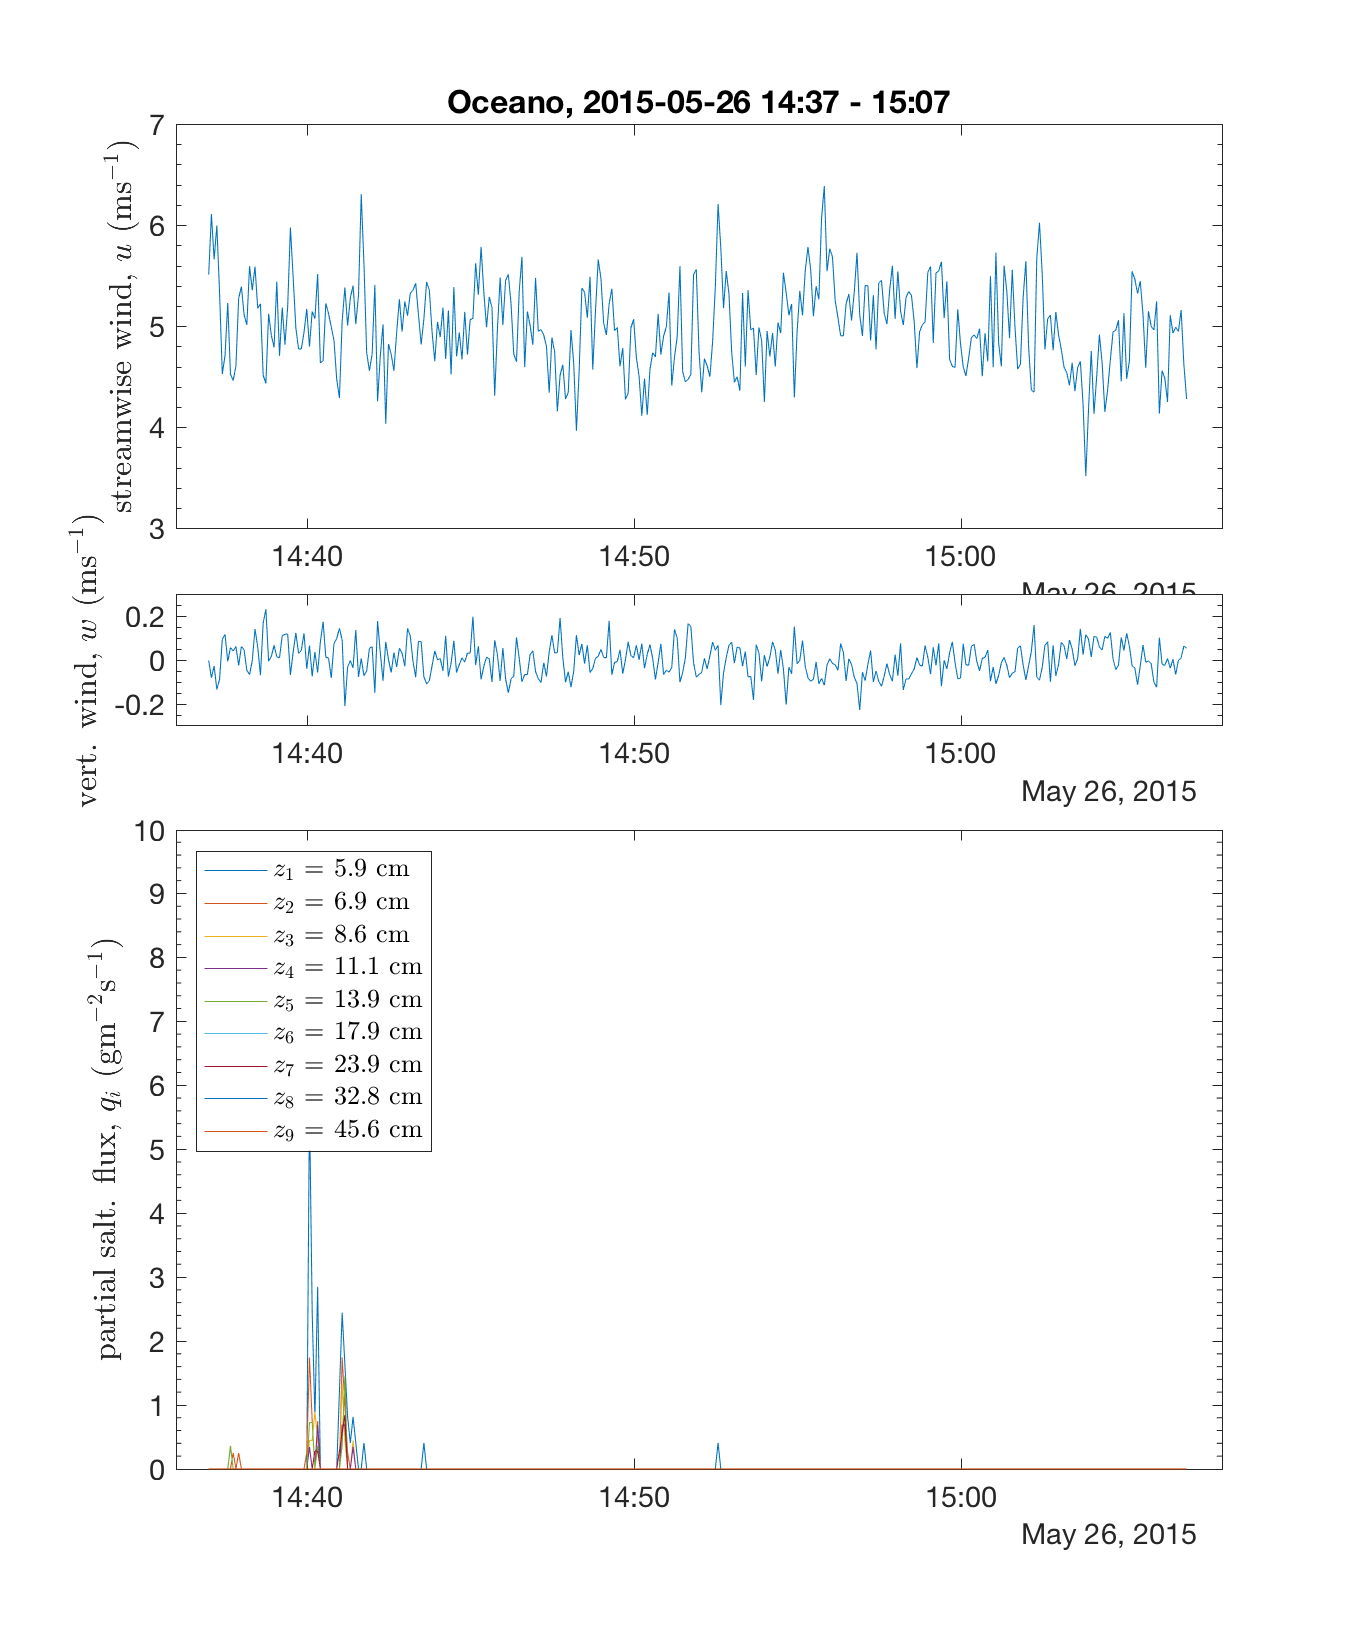 Oceano, 2015-05-26 14:37 - 15:07
streamwise wind, u (ms⁻¹)
7
6
5
4
3
14:40 14:50 15:00
May 26, 2015
vert. wind, w (ms⁻¹)
0.2
0
-0.2
14:40 14:50 15:00
May 26, 2015
partial salt. flux, qᵢ (gm⁻²s⁻¹)
10
9
8
7
6
5
4
3
2
1
0
z₁ = 5.9 cm
z₂ = 6.9 cm
z₃ = 8.6 cm
z₄ = 11.1 cm
z₅ = 13.9 cm
z₆ = 17.9 cm
z₇ = 23.9 cm
z₈ = 32.8 cm
z₉ = 45.6 cm
14:40 14:50 15:00
May 26, 2015